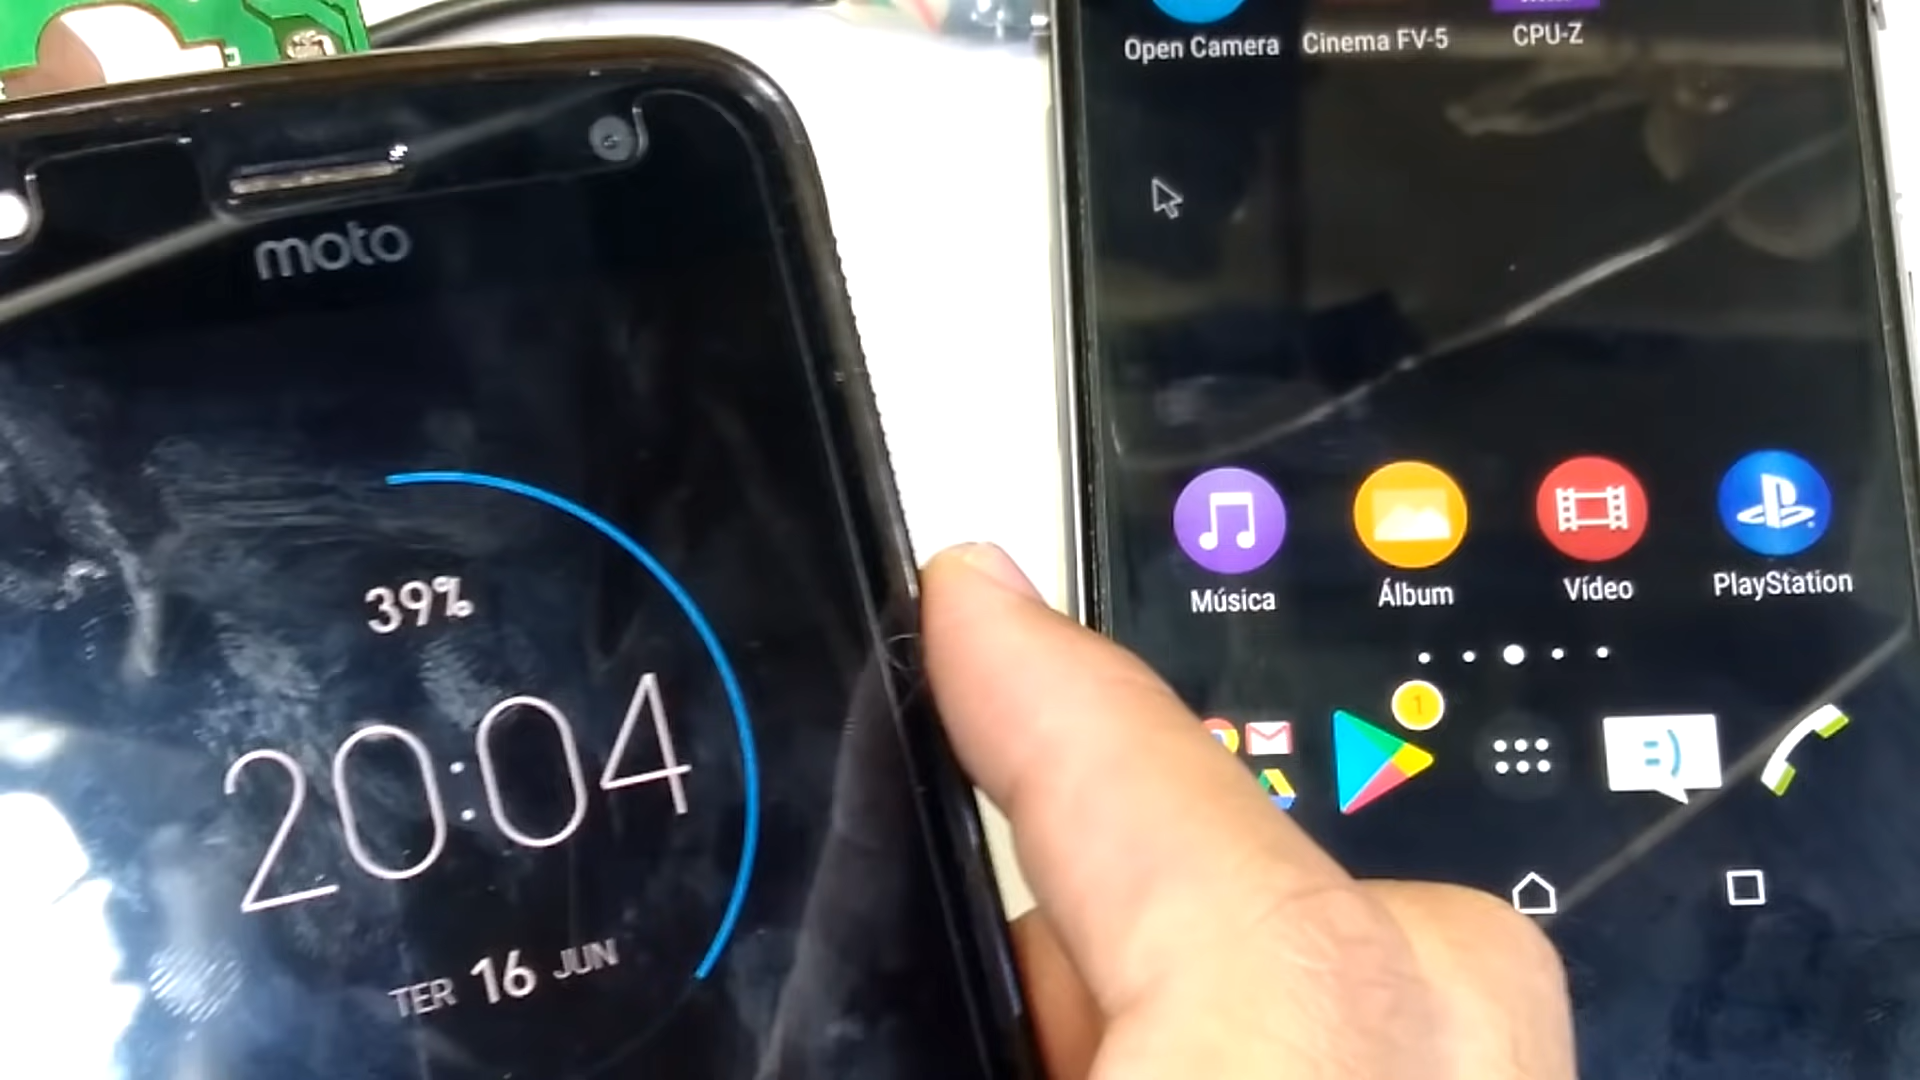 moto
39%
20:04
TER 16 JUN
Open Camera
Cinema FV-5
CPU-Z
Música
Álbum
Vídeo
PlayStation
1